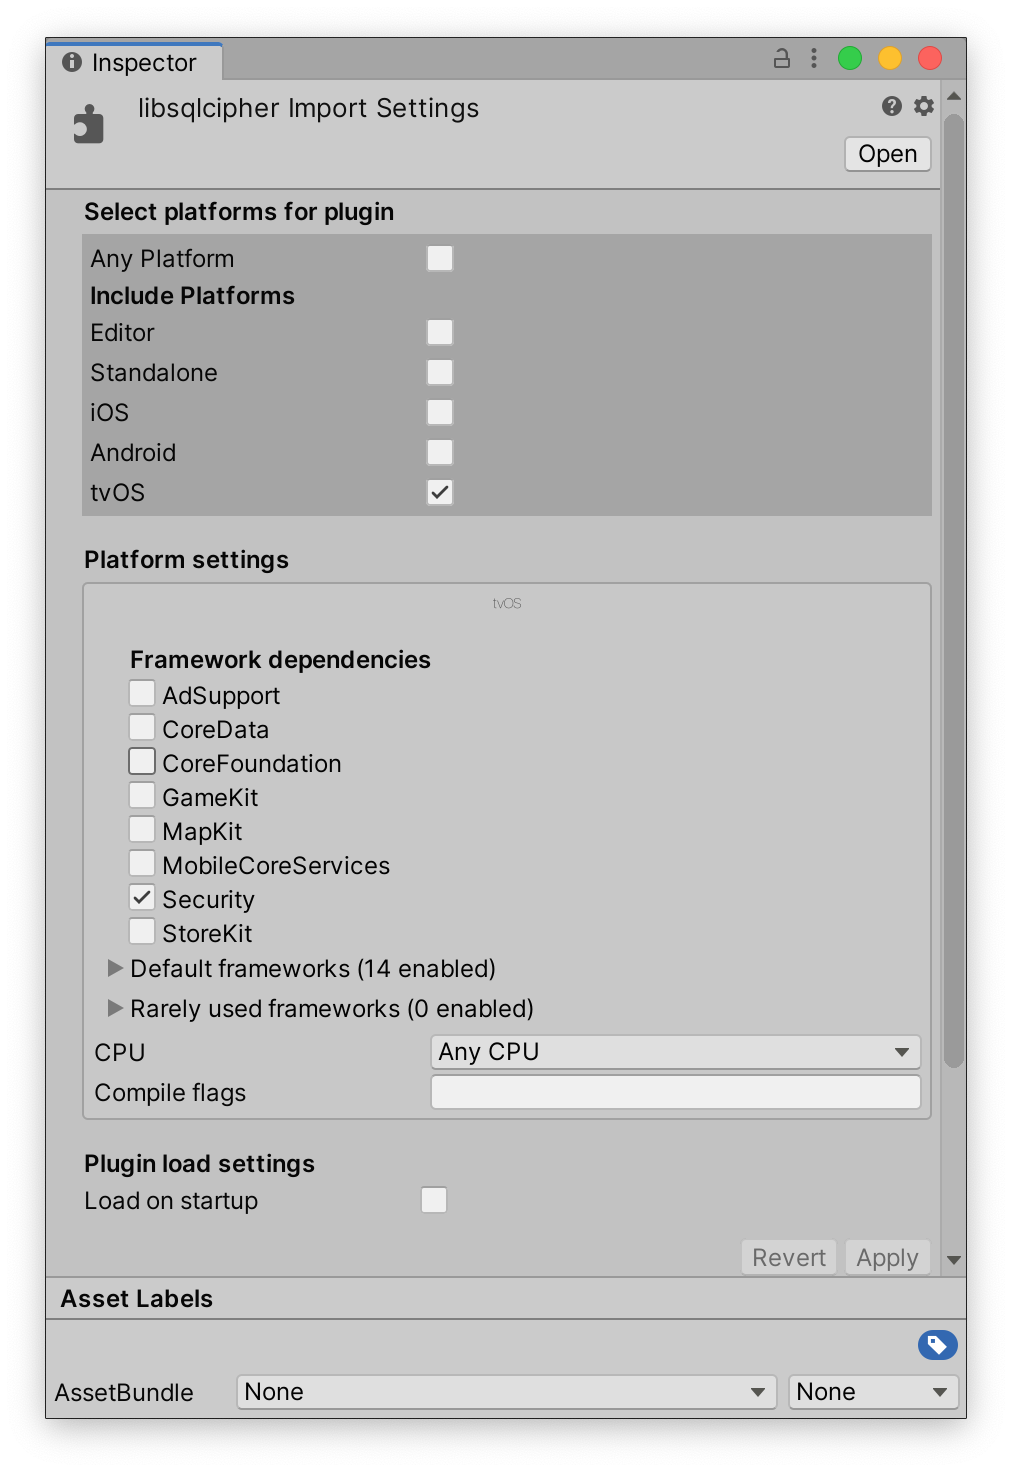 Inspector
libsqlcipher Import Settings
Open
Select platforms for plugin
Any Platform
Include Platforms
Editor
Standalone
iOS
Android
tvOS
Platform settings
tvOS
Framework dependencies
AdSupport
CoreData
CoreFoundation
GameKit
MapKit
MobileCoreServices
Security
StoreKit
Default frameworks (14 enabled)
Rarely used frameworks (0 enabled)
CPU Any CPU
Compile flags
Plugin load settings
Load on startup
Revert Apply
Asset Labels
AssetBundle None None